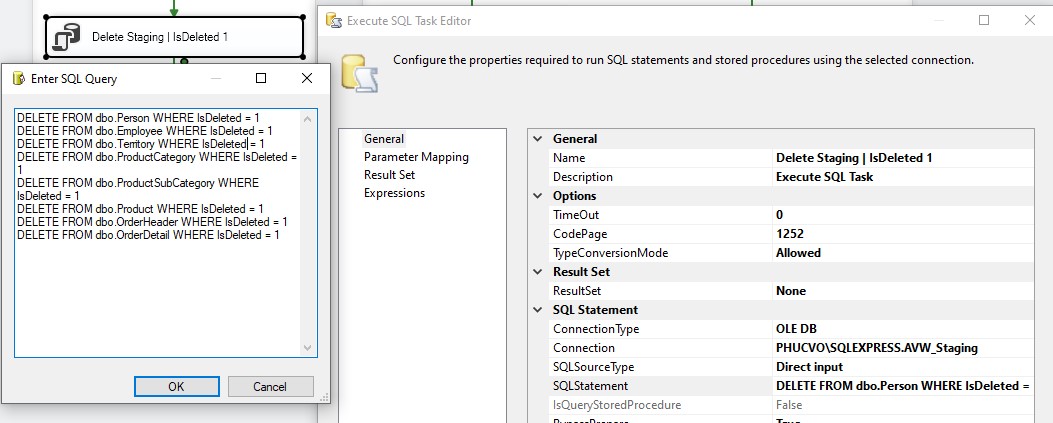 Delete Staging | IsDeleted 1
Enter SQL Query
DELETE FROM dbo.Person WHERE IsDeleted = 1
DELETE FROM dbo.Employee WHERE IsDeleted = 1
DELETE FROM dbo.Territory WHERE IsDeleted = 1
DELETE FROM dbo.ProductCategory WHERE IsDeleted =
1
DELETE FROM dbo.ProductSubCategory WHERE
IsDeleted = 1
DELETE FROM dbo.Product WHERE IsDeleted = 1
DELETE FROM dbo.OrderHeader WHERE IsDeleted = 1
DELETE FROM dbo.OrderDetail WHERE IsDeleted = 1
OK Cancel
Execute SQL Task Editor
Configure the properties required to run SQL statements and stored procedures using the selected connection.
General
Parameter Mapping
Result Set
Expressions
General
Name Delete Staging | IsDeleted 1
Description Execute SQL Task
Options
TimeOut 0
CodePage 1252
TypeConversionMode Allowed
Result Set
ResultSet None
SQL Statement
ConnectionType OLE DB
Connection PHUCVO\SQLEXPRESS.AVW_Staging
SQLSourceType Direct input
SQLStatement DELETE FROM dbo.Person WHERE IsDeleted =
IsQueryStoredProcedure False
BypassPrepare True